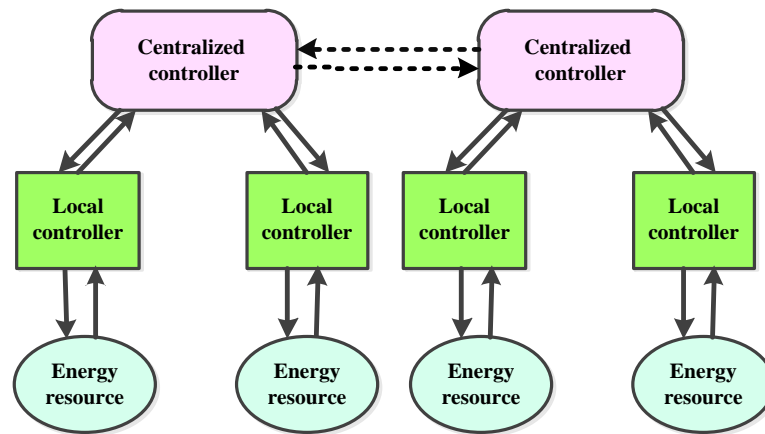 Centralized
controller
Centralized
controller
Local
controller
Local
controller
Local
controller
Local
controller
Energy
resource
Energy
resource
Energy
resource
Energy
resource